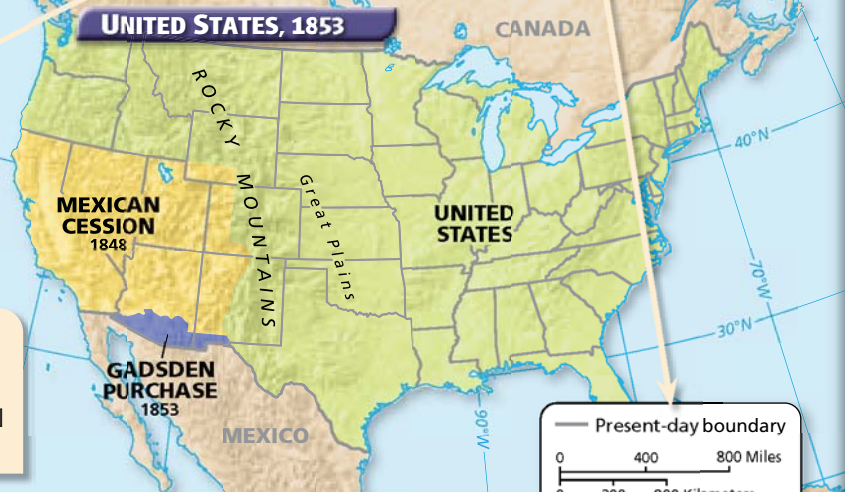 UNITED STATES, 1853
CANADA
ROCKY MOUNTAINS
Great Plains
MEXICAN
CESSION
1848
UNITED
STATES
40°N
70°W
30°N
90°W
GADSDEN
PURCHASE
1853
MEXICO
Present-day boundary
0 400 800 Miles